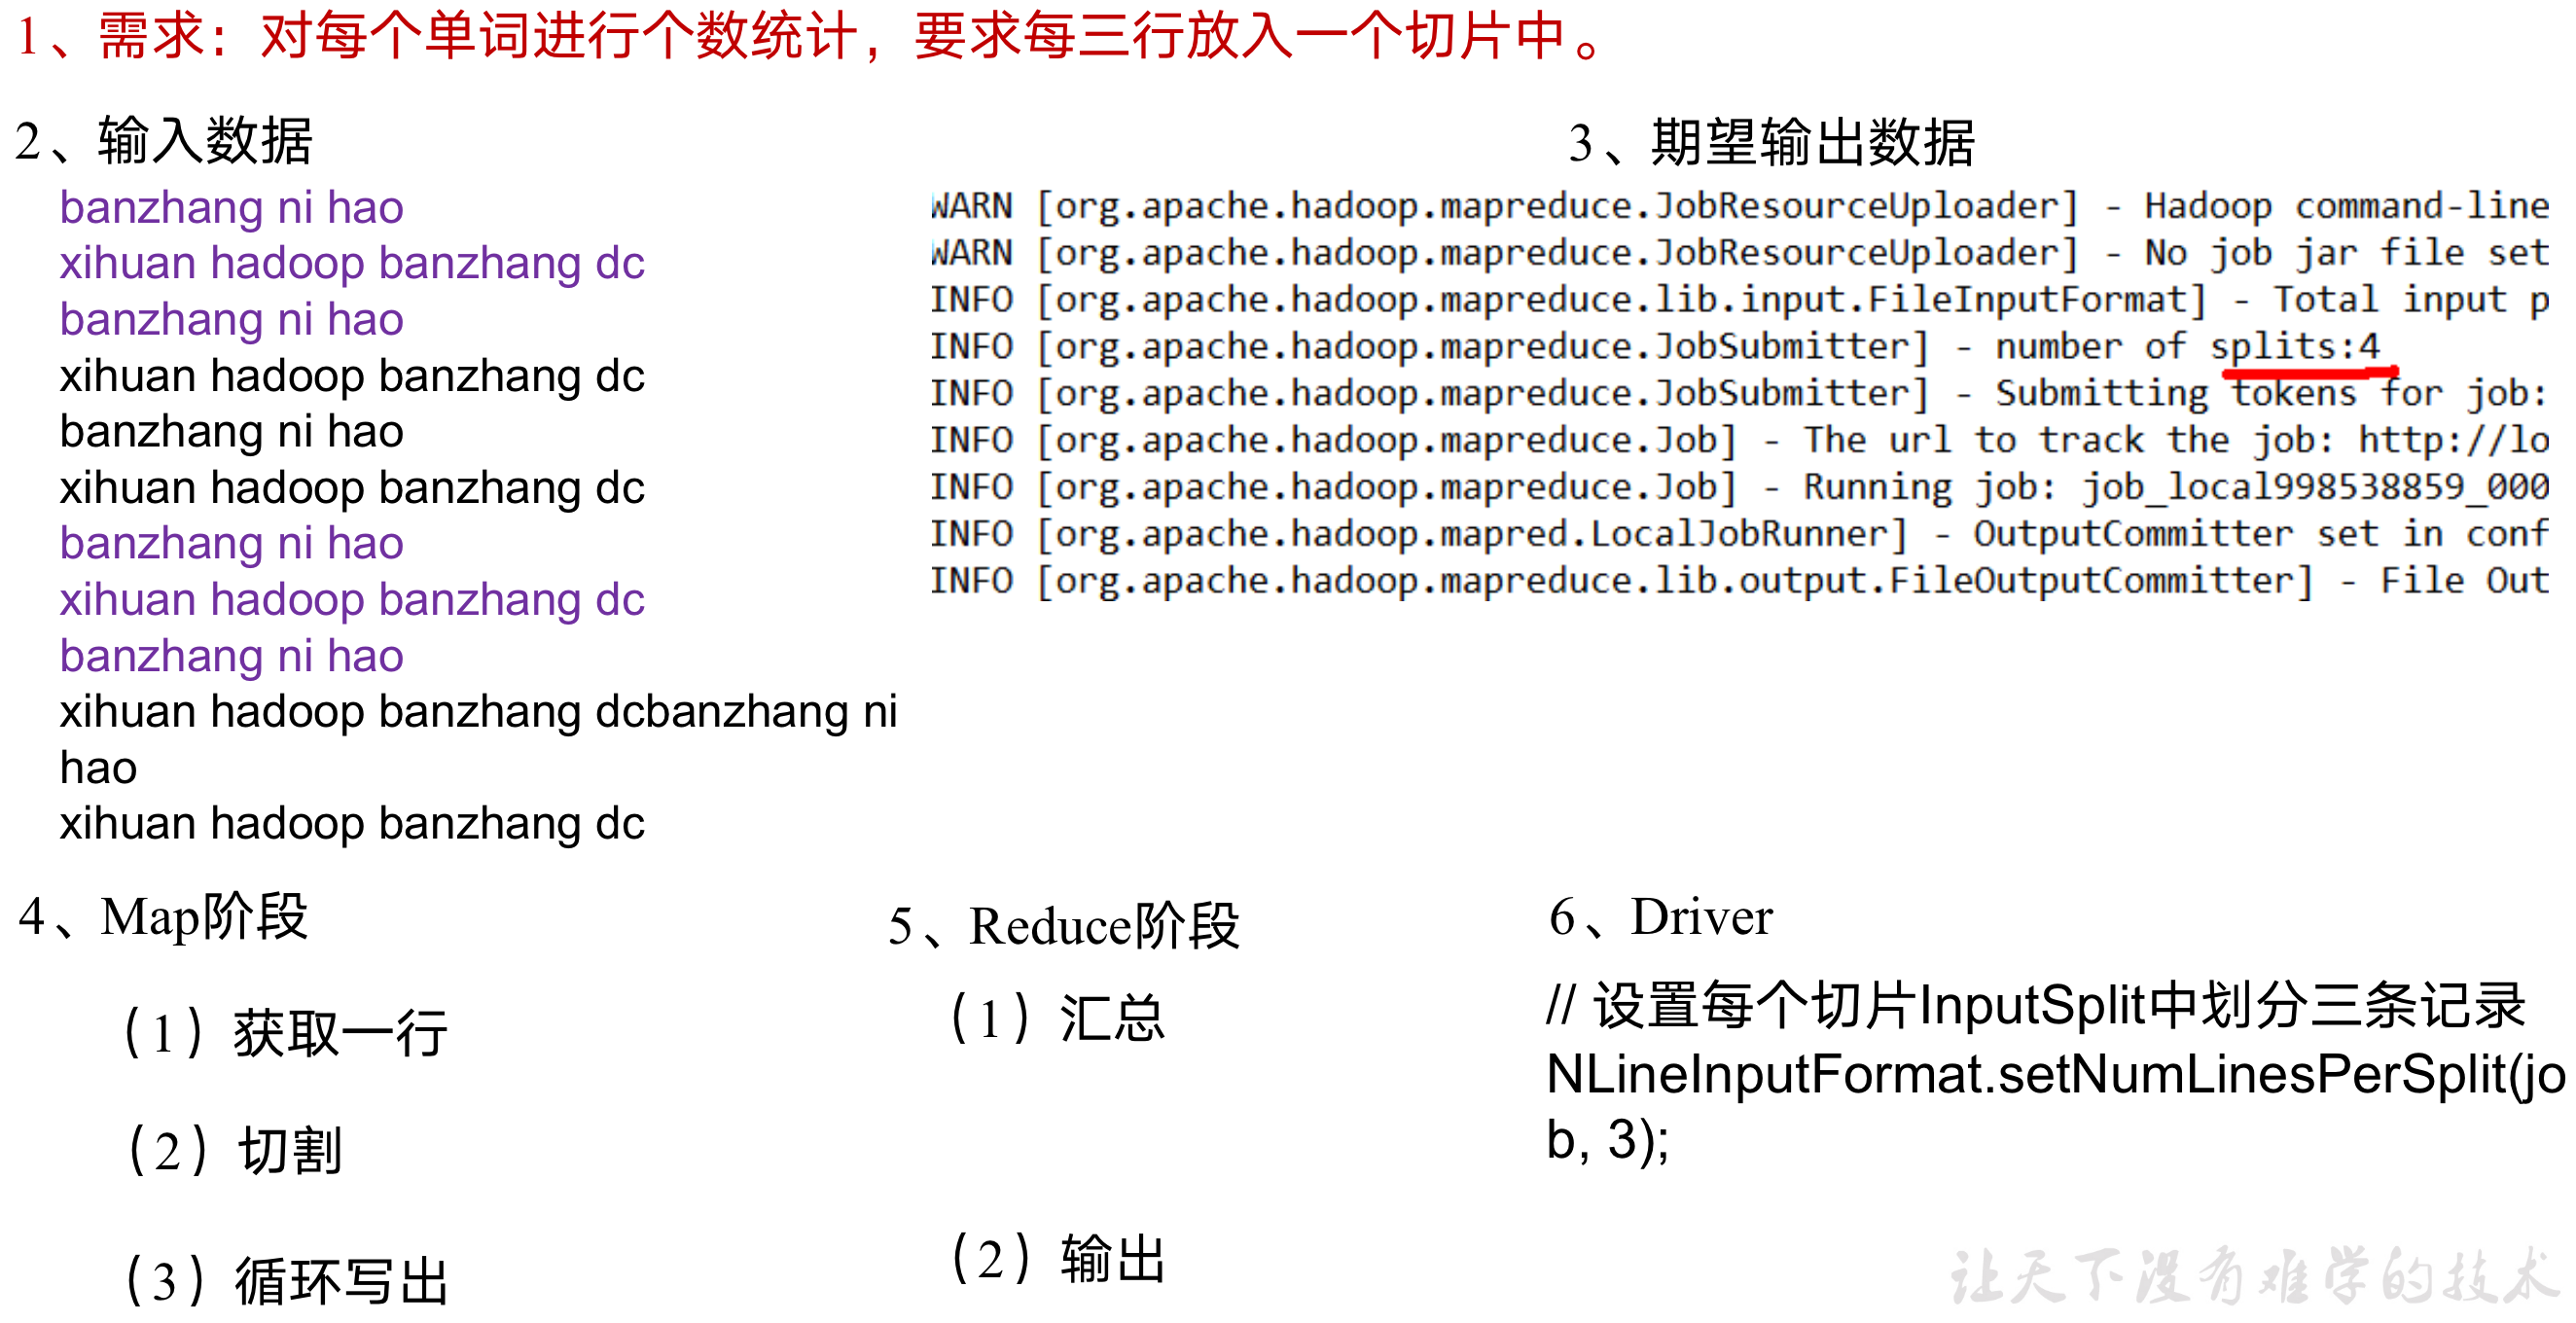 1、需求：对每个单词进行个数统计，要求每三行放入一个切片中。
2、输入数据
banzhang ni hao
xihuan hadoop banzhang dc
banzhang ni hao
xihuan hadoop banzhang dc
banzhang ni hao
xihuan hadoop banzhang dc
banzhang ni hao
xihuan hadoop banzhang dc
banzhang ni hao
xihuan hadoop banzhang dcbanzhang ni
hao
xihuan hadoop banzhang dc
3、期望输出数据
WARN [org.apache.hadoop.mapreduce.JobResourceUploader] - Hadoop command-line
WARN [org.apache.hadoop.mapreduce.JobResourceUploader] - No job jar file set
INFO [org.apache.hadoop.mapreduce.lib.input.FileInputFormat] - Total input p
INFO [org.apache.hadoop.mapreduce.JobSubmitter] - number of splits:4
INFO [org.apache.hadoop.mapreduce.JobSubmitter] - Submitting tokens for job:
INFO [org.apache.hadoop.mapreduce.Job] - The url to track the job: http://lo
INFO [org.apache.hadoop.mapreduce.Job] - Running job: job_local998538859_000
INFO [org.apache.hadoop.mapred.LocalJobRunner] - OutputCommitter set in conf
INFO [org.apache.hadoop.mapreduce.lib.output.FileOutputCommitter] - File Out
4、Map阶段
（1）获取一行
（2）切割
（3）循环写出
5、Reduce阶段
（1）汇总
（2）输出
6、Driver
// 设置每个切片InputSplit中划分三条记录
NLineInputFormat.setNumLinesPerSplit(jo
b, 3);
让天下没有难学的技术